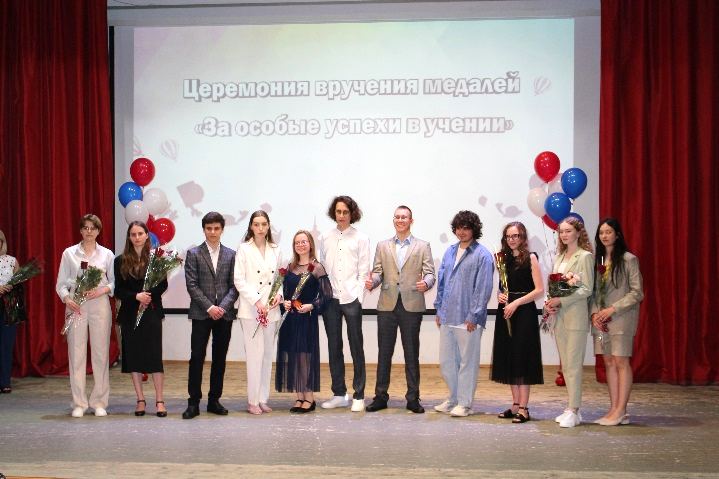 Церемония вручения медалей
«За особые успехи в учении»